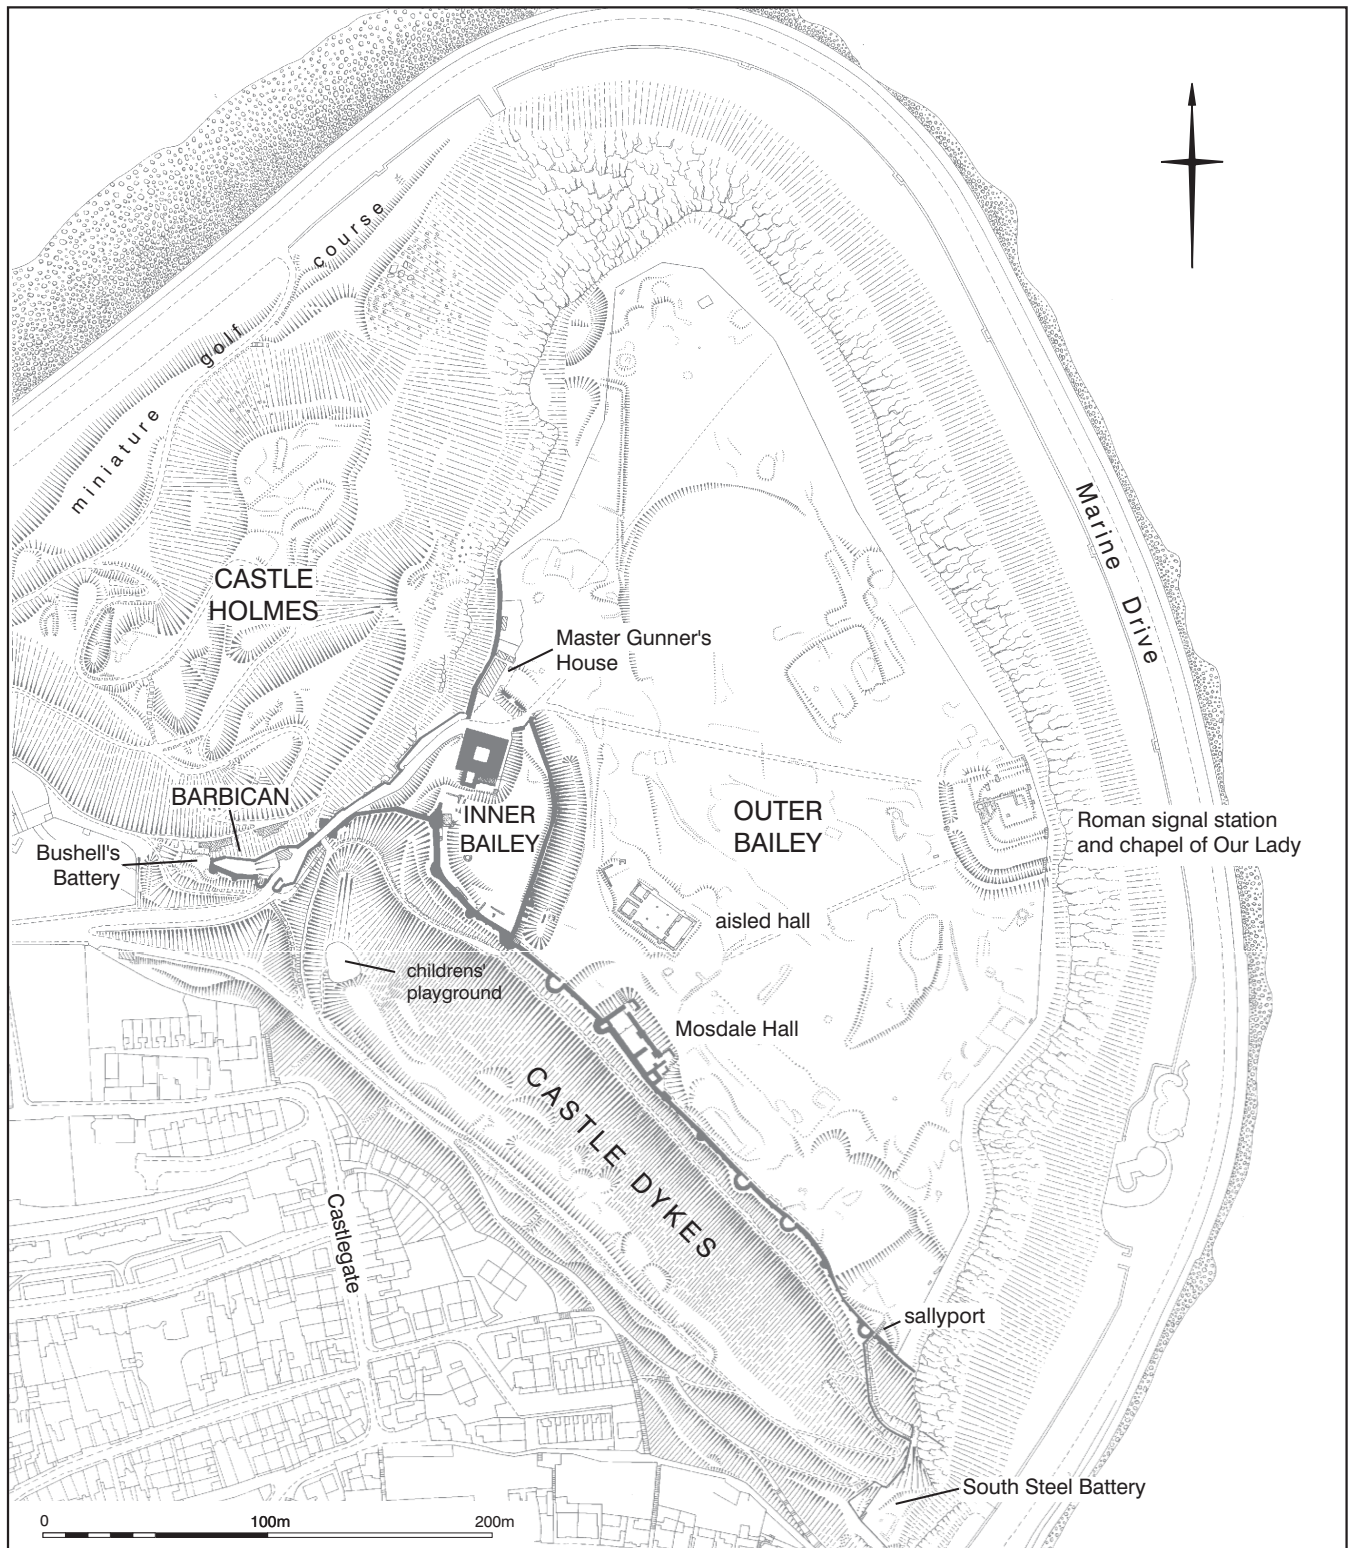 miniature golf course
Marine Drive
CASTLE
HOLMES
Master Gunner's
House
BARBICAN
INNER
BAILEY
OUTER
BAILEY
Roman signal station
and chapel of Our Lady
Bushell's
Battery
aisled hall
childrens'
playground
Mosdale Hall
CASTLE DYKES
Castlegate
sallyport
South Steel Battery
0 100m 200m